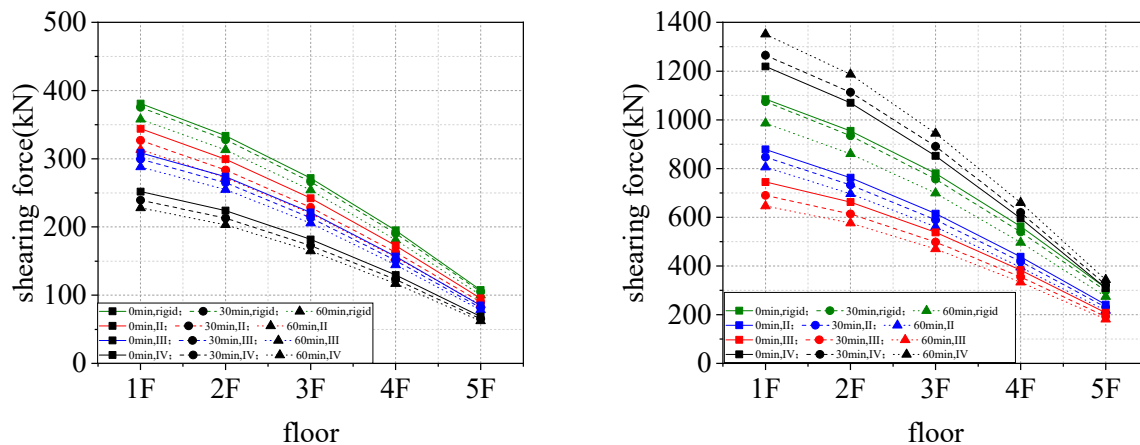 shearing force(kN)
500
400
300
200
100
0
0min,rigid; 30min,rigid; 60min,rigid
0min,II; 30min,II; 60min,II
0min,III; 30min,III; 60min,III
0min,IV; 30min,IV; 60min,IV
1F 2F 3F 4F 5F
floor
shearing force(kN)
1400
1200
1000
800
600
400
200
0
0min,rigid; 30min,rigid; 60min,rigid
0min,II; 30min,II; 60min,II
0min,III; 30min,III; 60min,III
0min,IV; 30min,IV; 60min,IV
1F 2F 3F 4F 5F
floor